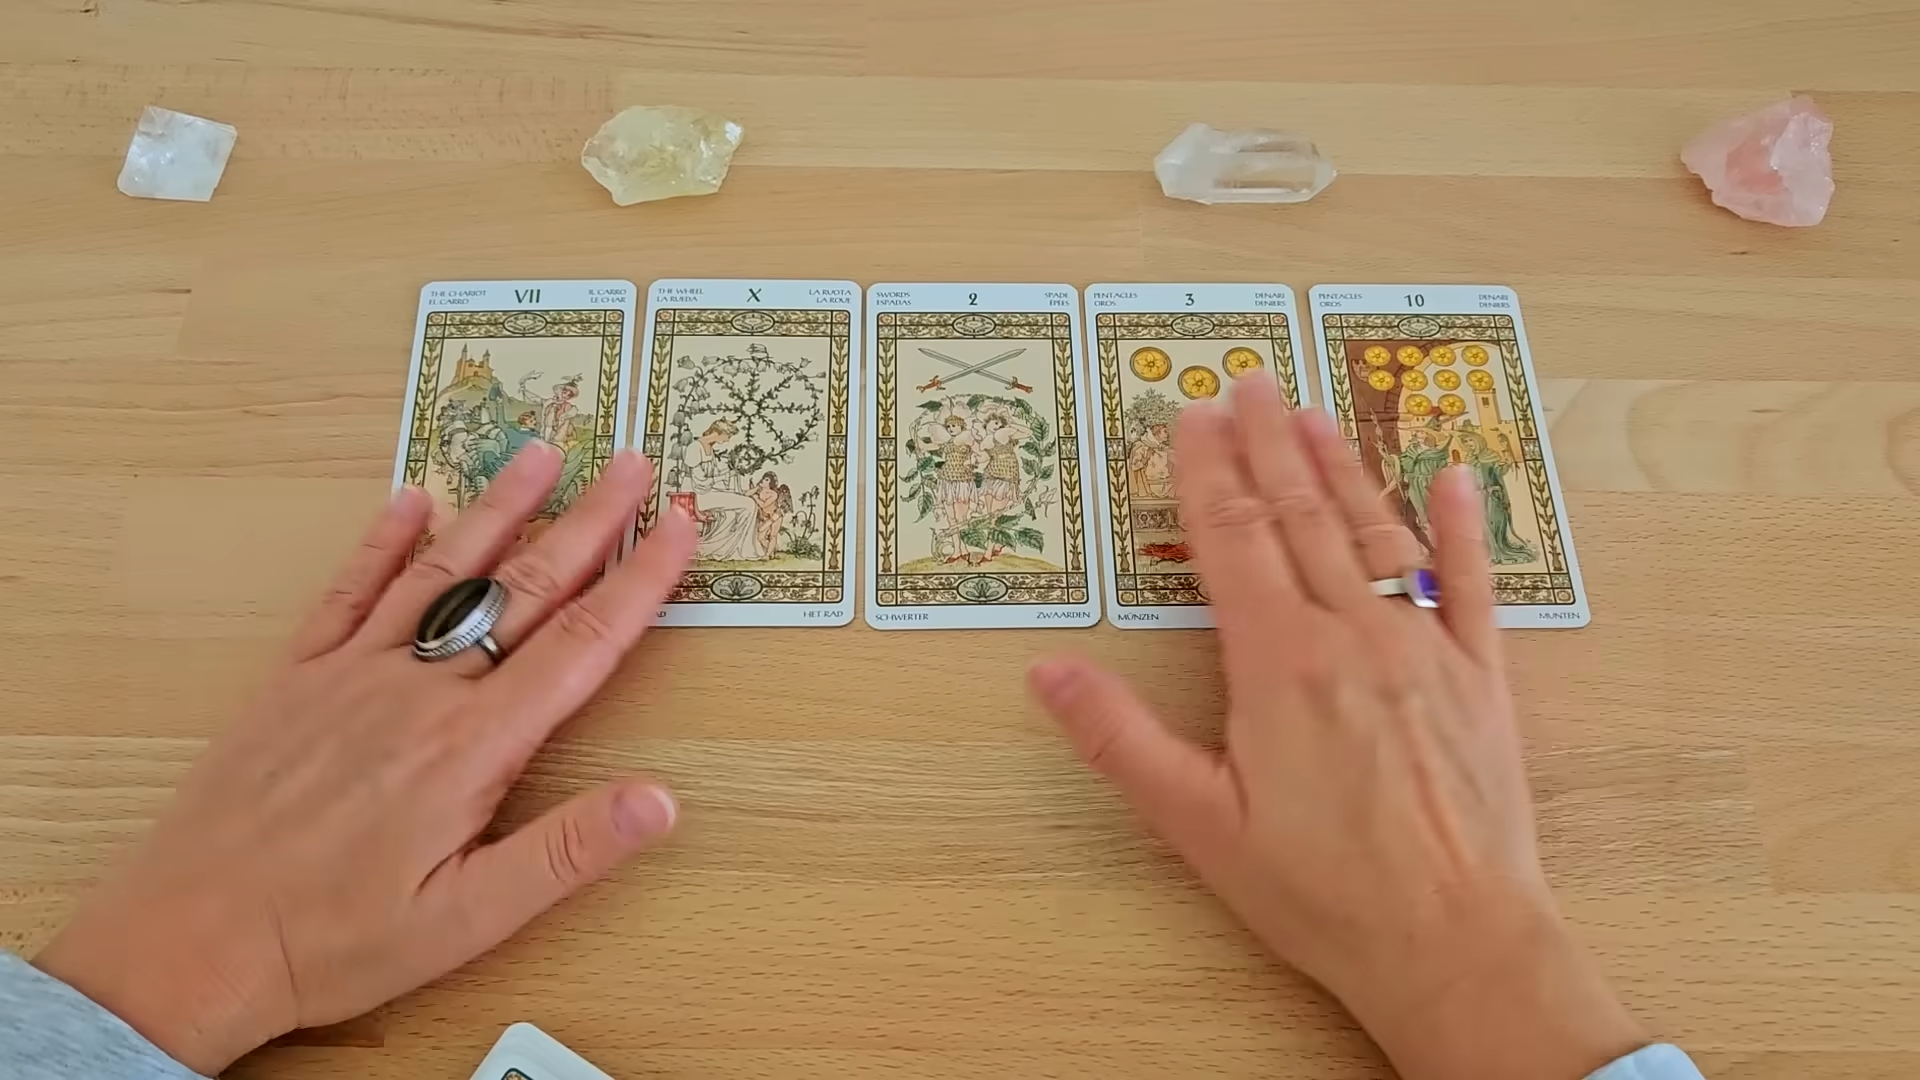 THE CHARIOT
EL CARRO
VII
IL CARRO
LE CHAR
THE WHEEL
LA RUEDA
X
LA RUOTA
LA ROUE
HET RAD
SWORDS
ESPADAS
2
SPADE
ÉPÉES
SCHWERTER
ZWAARDEN
PENTACLES
OROS
3
DENARI
DENIERS
MÜNZEN
PENTACLES
OROS
10
DENARI
DENIERS
MUNTEN